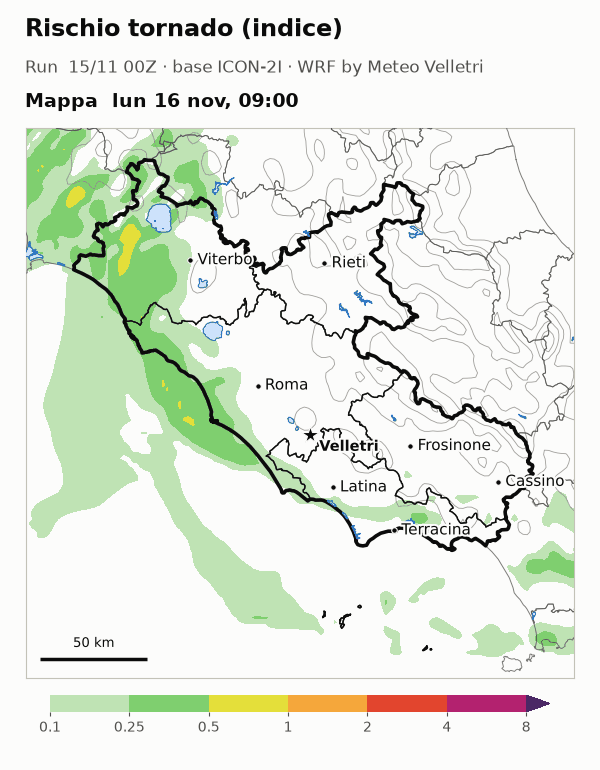 Rischio tornado (indice)
Run 15/11 00Z · base ICON-2I · WRF by Meteo Velletri
Mappa lun 16 nov, 09:00
Viterbo
Rieti
Roma
Velletri
Frosinone
Cassino
Latina
Terracina
50 km
0.1 0.25 0.5 1 2 4 8